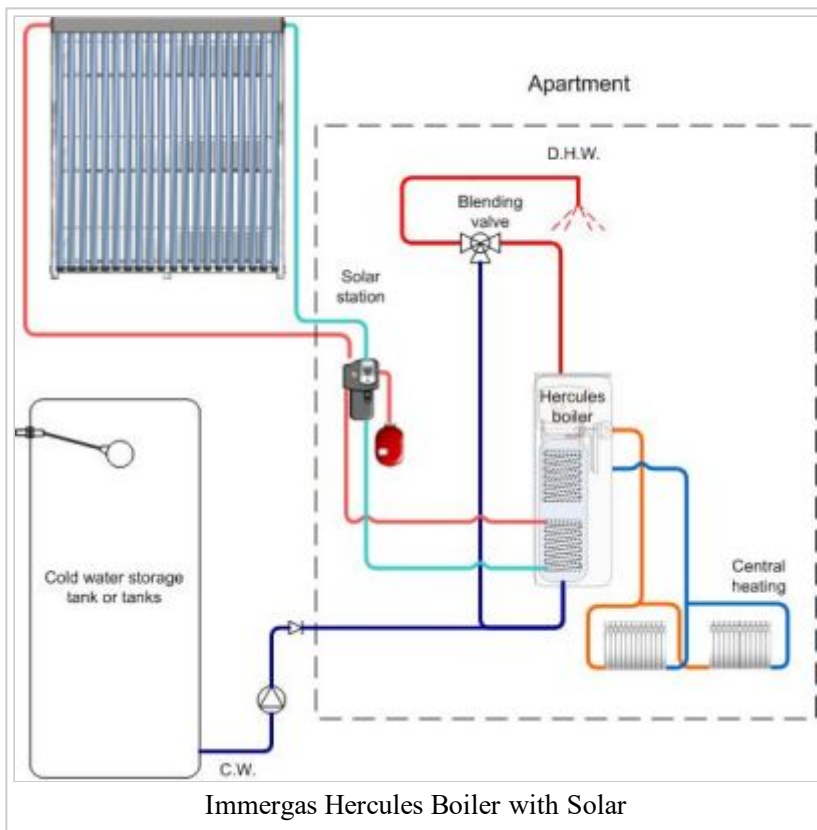 Apartment
D.H.W.
Blending
valve
Solar
station
Hercules
boiler
Cold water storage
tank or tanks
Central
heating
C.W.
Immergas Hercules Boiler with Solar